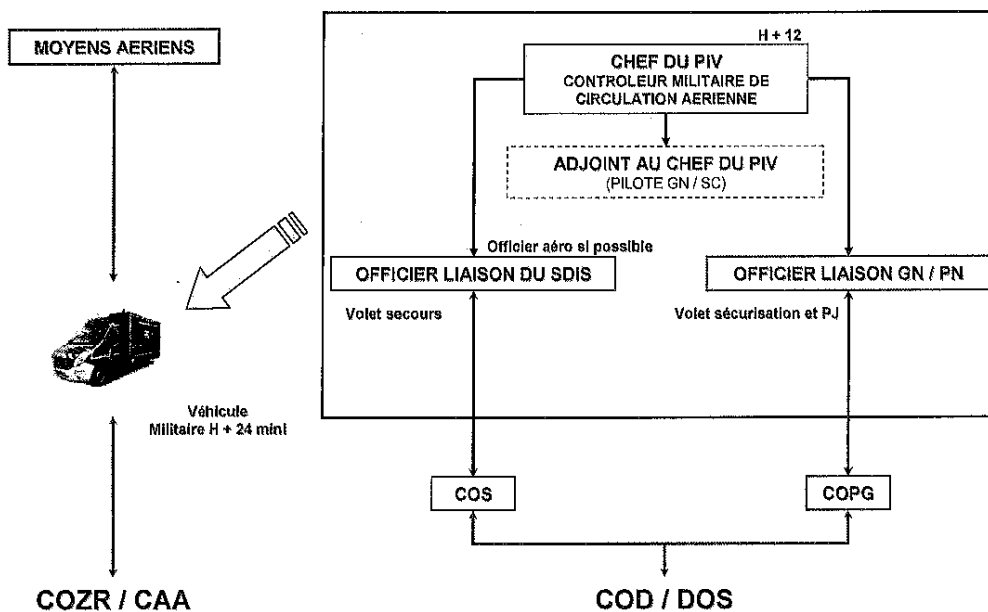 MOYENS AERIENS
H + 12
CHEF DU PIV
CONTROLEUR MILITAIRE DE
CIRCULATION AERIENNE
ADJOINT AU CHEF DU PIV
(PILOTE GN / SC)
Officier aéro si possible
OFFICIER LIAISON DU SDIS
OFFICIER LIAISON GN / PN
Volet secours
Volet sécurisation et PJ
Véhicule
Militaire H + 24 mini
COS
COPG
COZR / CAA
COD / DOS